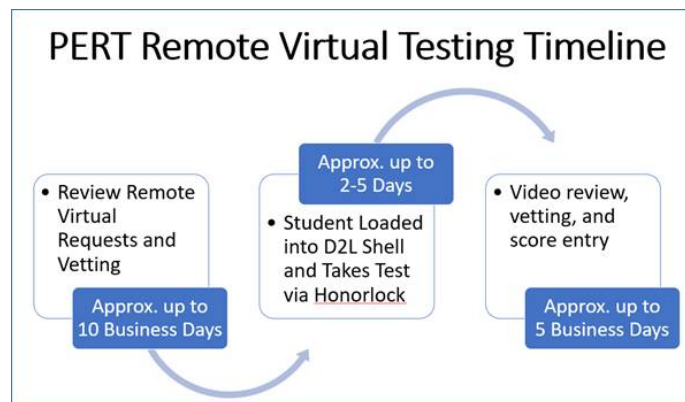 PERT Remote Virtual Testing Timeline
• Review Remote
Virtual
Requests and
Vetting
Approx. up to
10 Business Days
Approx. up to
2-5 Days
• Student Loaded
into D2L Shell
and Takes Test
via Honorlock
• Video review,
vetting, and
score entry
Approx. up to
5 Business Days